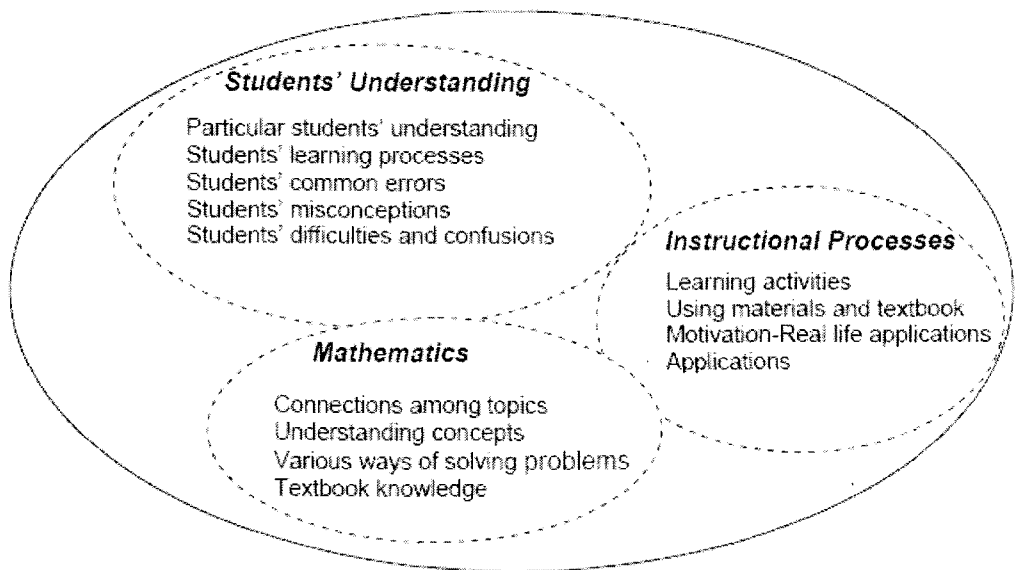 Students' Understanding
Particular students' understanding
Students' learning processes
Students' common errors
Students' misconceptions
Students' difficulties and confusions
Instructional Processes
Learning activities
Using materials and textbook
Motivation-Real life applications
Applications
Mathematics
Connections among topics
Understanding concepts
Various ways of solving problems
Textbook knowledge